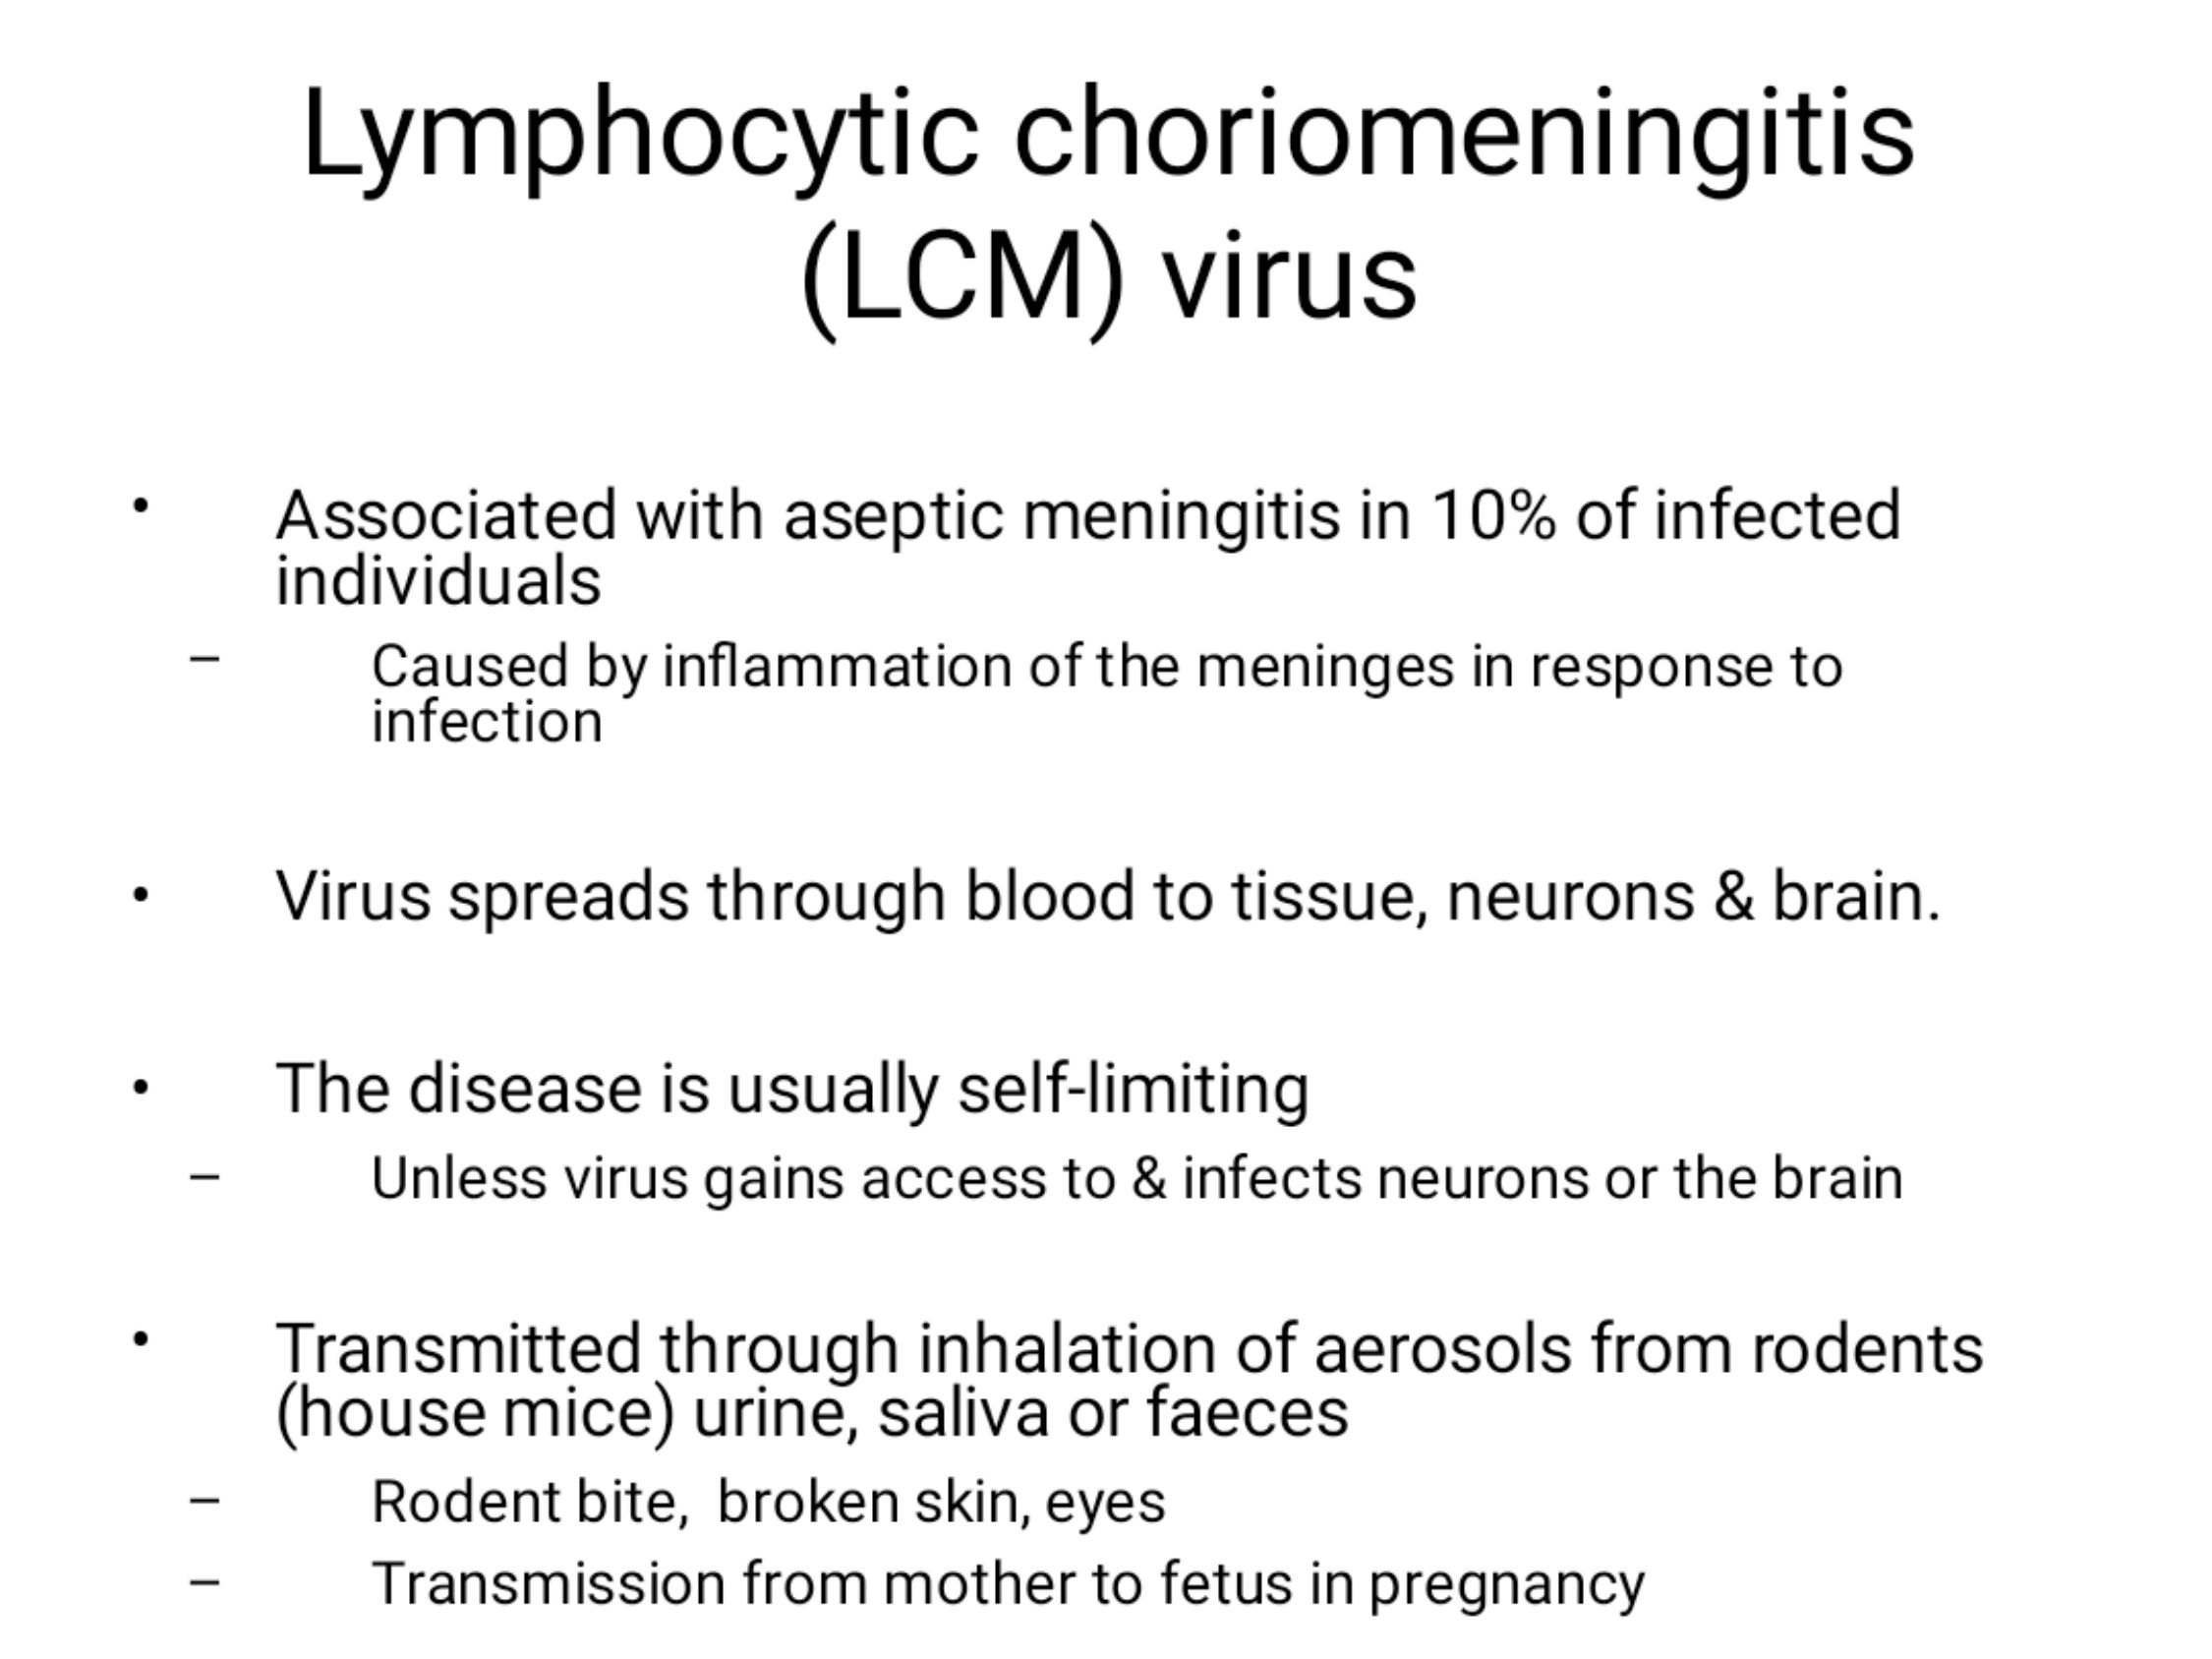 Lymphocytic choriomeningitis
(LCM) virus
• Associated with aseptic meningitis in 10% of infected
individuals
– Caused by inflammation of the meninges in response to
infection
• Virus spreads through blood to tissue, neurons & brain.
• The disease is usually self-limiting
– Unless virus gains access to & infects neurons or the brain
• Transmitted through inhalation of aerosols from rodents
(house mice) urine, saliva or faeces
– Rodent bite,  broken skin, eyes
– Transmission from mother to fetus in pregnancy